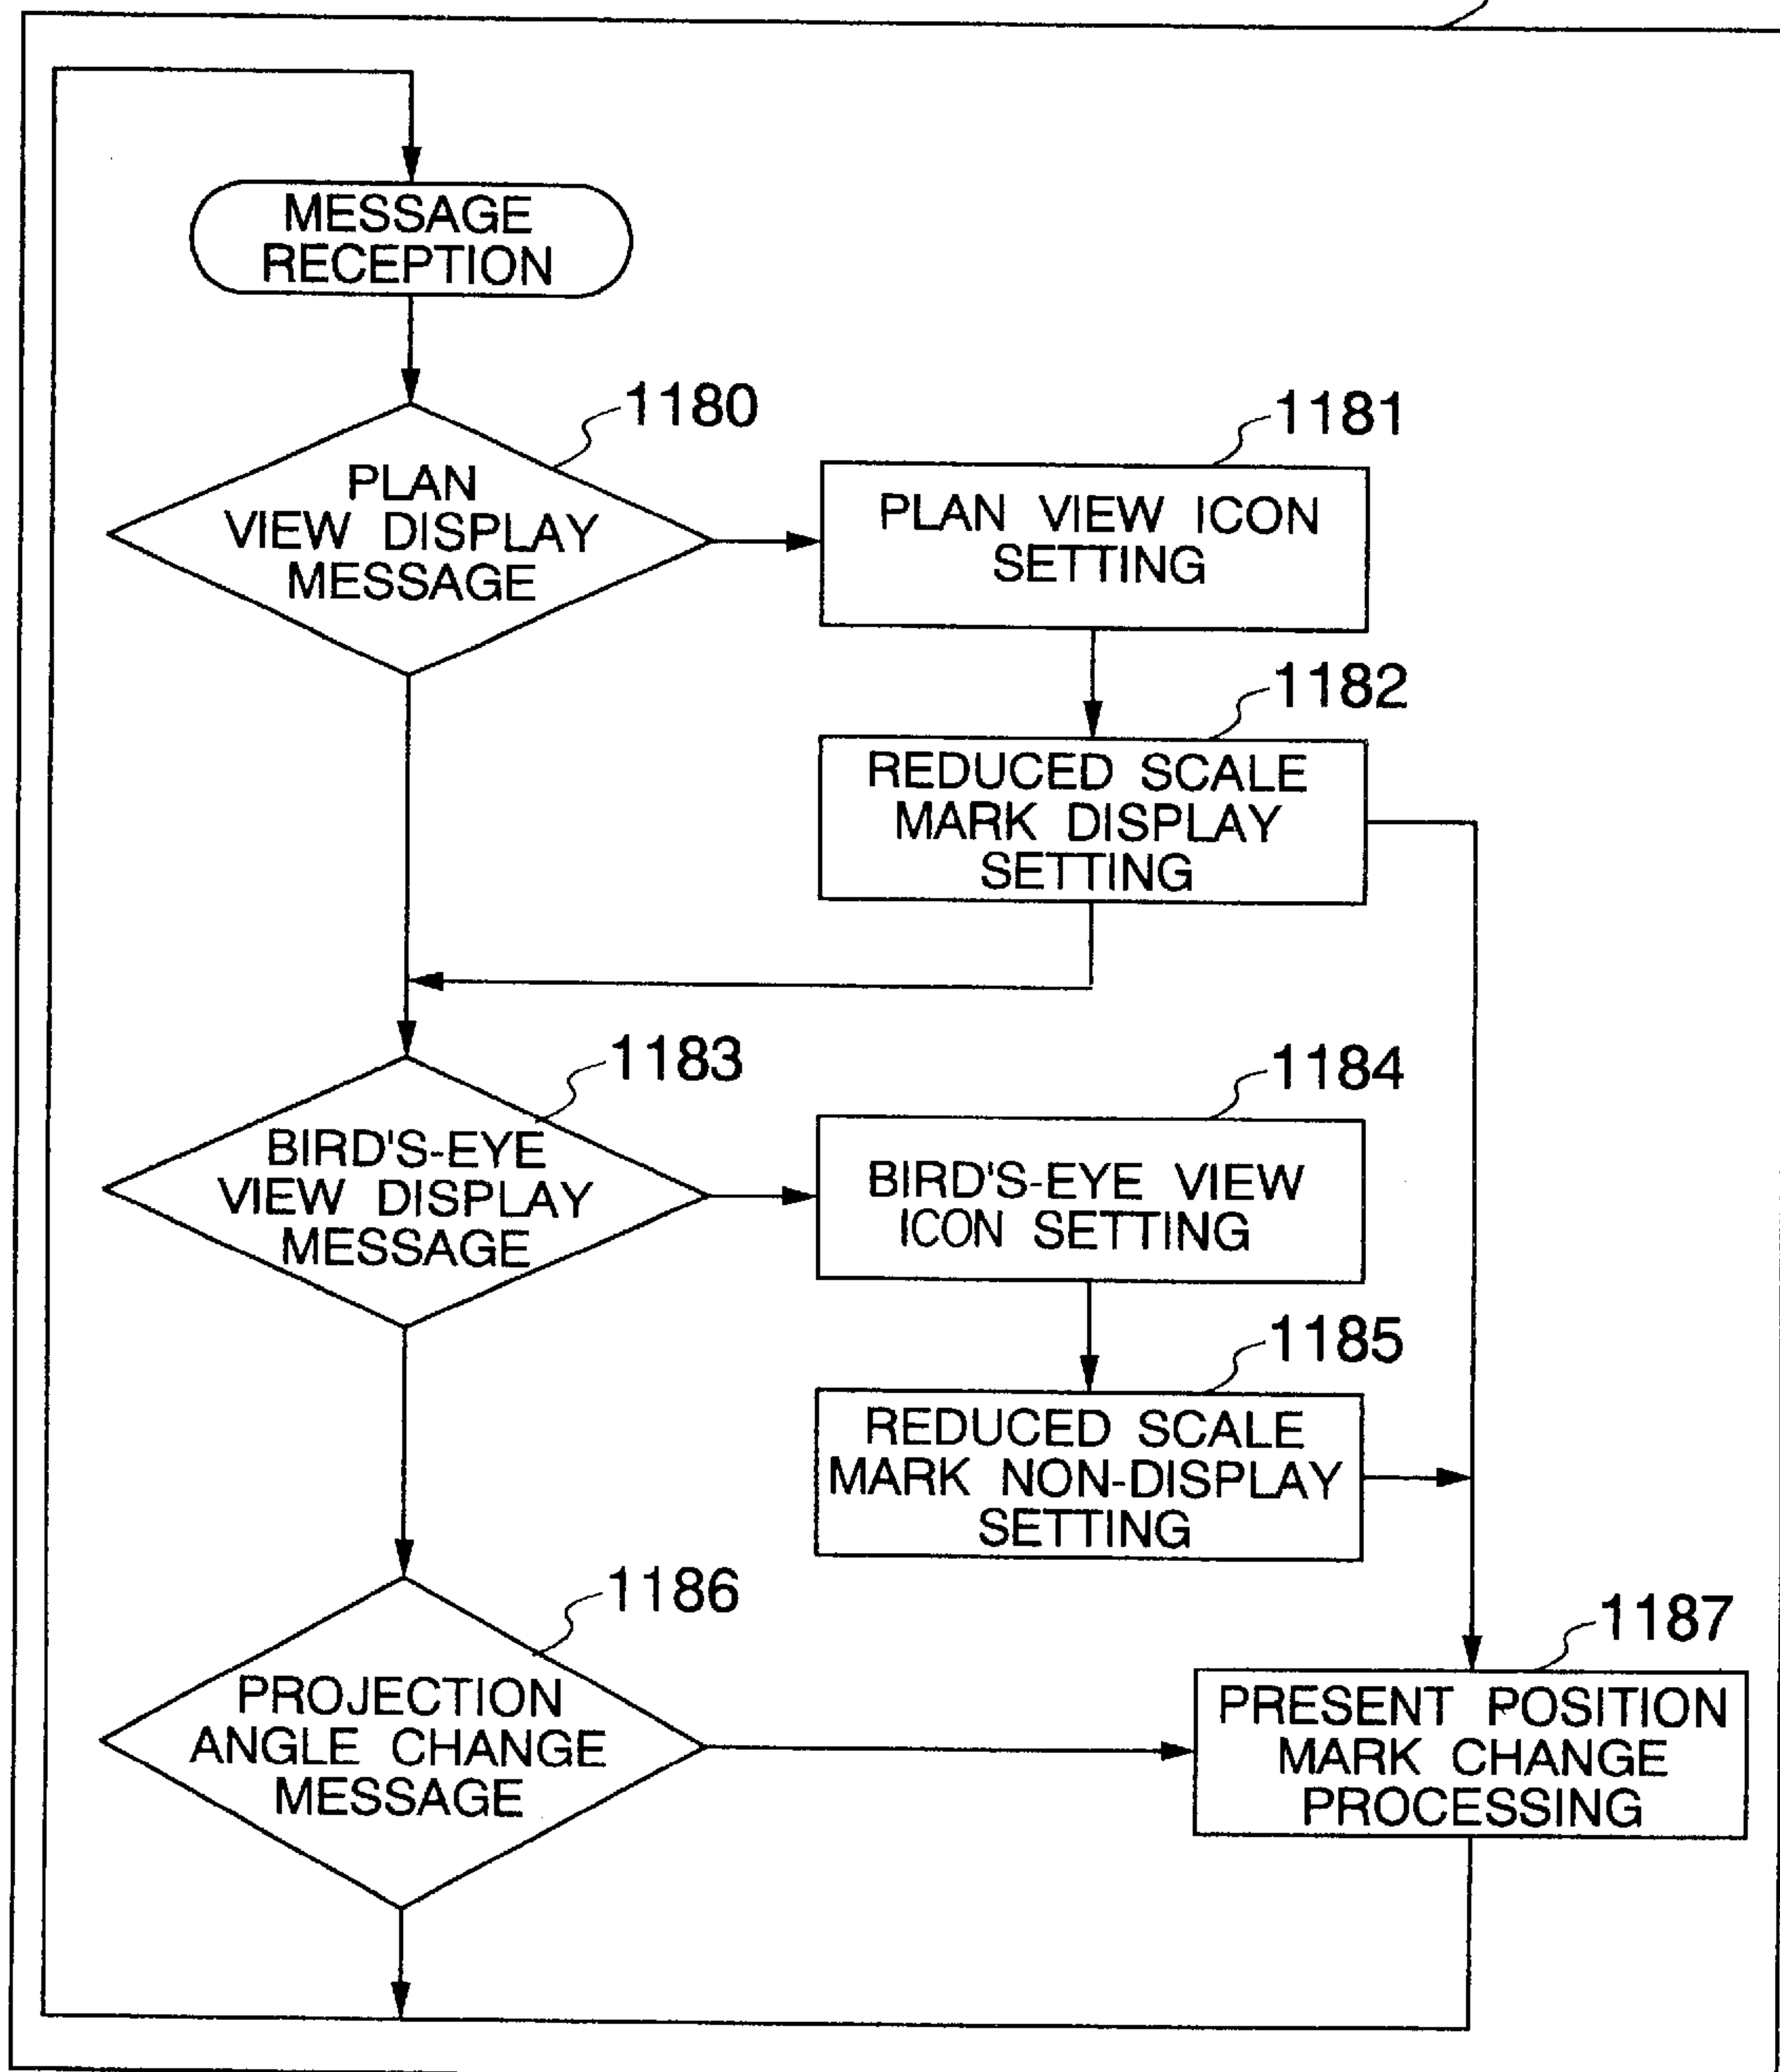 MESSAGE
RECEPTION
1180
PLAN
VIEW DISPLAY
MESSAGE
1181
PLAN VIEW ICON
SETTING
1182
REDUCED SCALE
MARK DISPLAY
SETTING
1183
BIRD'S-EYE
VIEW DISPLAY
MESSAGE
1184
BIRD'S-EYE VIEW
ICON SETTING
1185
REDUCED SCALE
MARK NON-DISPLAY
SETTING
1186
PROJECTION
ANGLE CHANGE
MESSAGE
1187
PRESENT POSITION
MARK CHANGE
PROCESSING